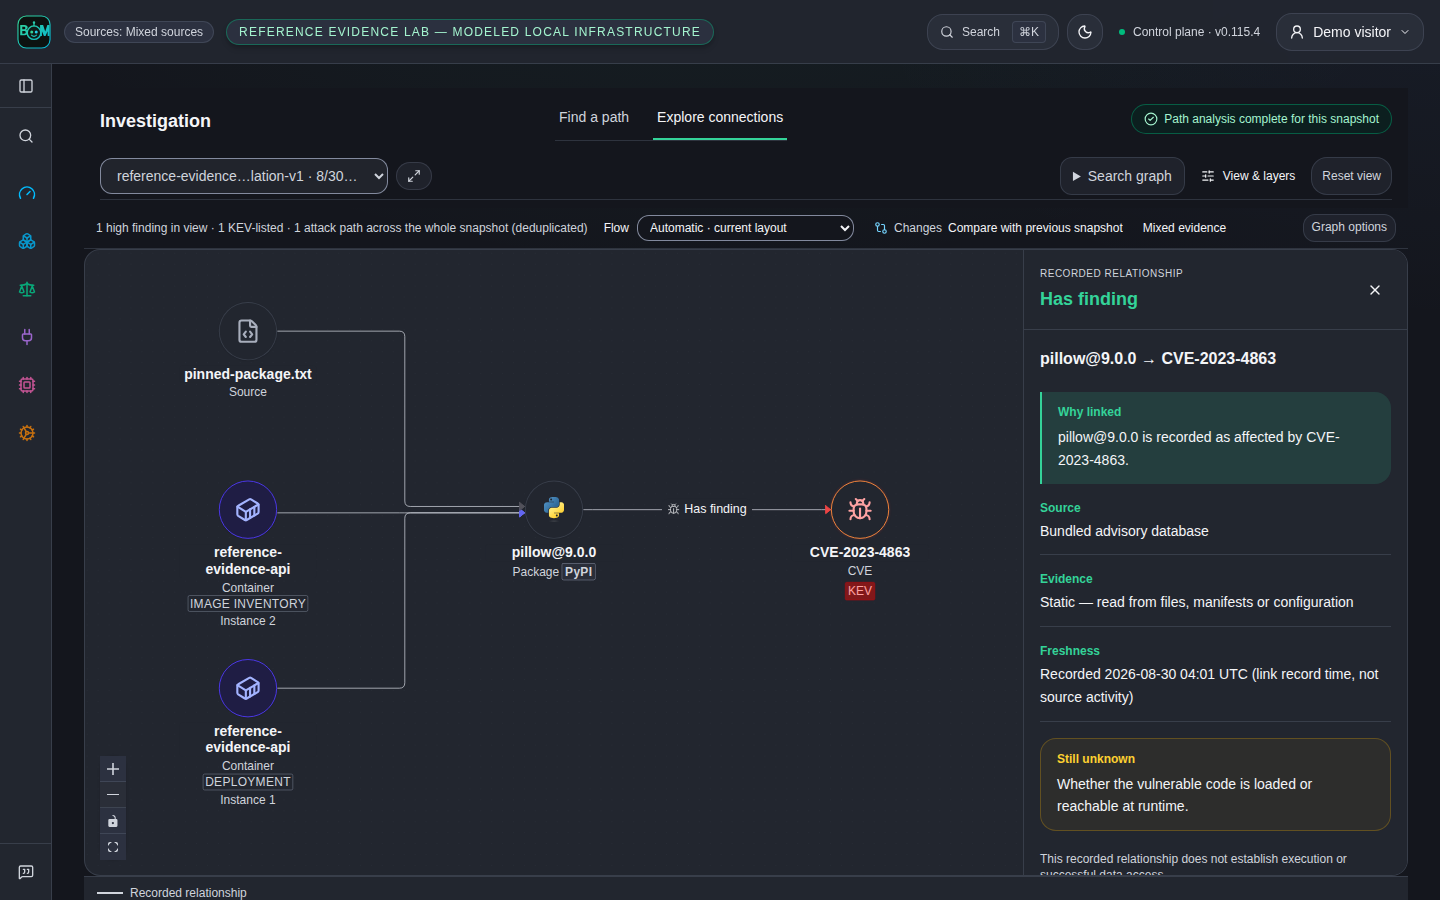 BOM
Sources: Mixed sources
REFERENCE EVIDENCE LAB — MODELED LOCAL INFRASTRUCTURE
Search ⌘K
Control plane · v0.115.4
Demo visitor
Investigation
Find a path
Explore connections
Path analysis complete for this snapshot
reference-evidence…lation-v1 · 8/30…
Search graph
View & layers
Reset view
1 high finding in view · 1 KEV-listed · 1 attack path across the whole snapshot (deduplicated)
Flow
Automatic · current layout
Changes
Compare with previous snapshot
Mixed evidence
Graph options
pinned-package.txt
Source
reference-
evidence-api
Container
IMAGE INVENTORY
Instance 2
reference-
evidence-api
Container
DEPLOYMENT
Instance 1
pillow@9.0.0
Package PyPI
Has finding
CVE-2023-4863
CVE
KEV
RECORDED RELATIONSHIP
Has finding
pillow@9.0.0 → CVE-2023-4863
Why linked
pillow@9.0.0 is recorded as affected by CVE-
2023-4863.
Source
Bundled advisory database
Evidence
Static — read from files, manifests or configuration
Freshness
Recorded 2026-08-30 04:01 UTC (link record time, not
source activity)
Still unknown
Whether the vulnerable code is loaded or
reachable at runtime.
This recorded relationship does not establish execution or
successful data access.
Recorded relationship